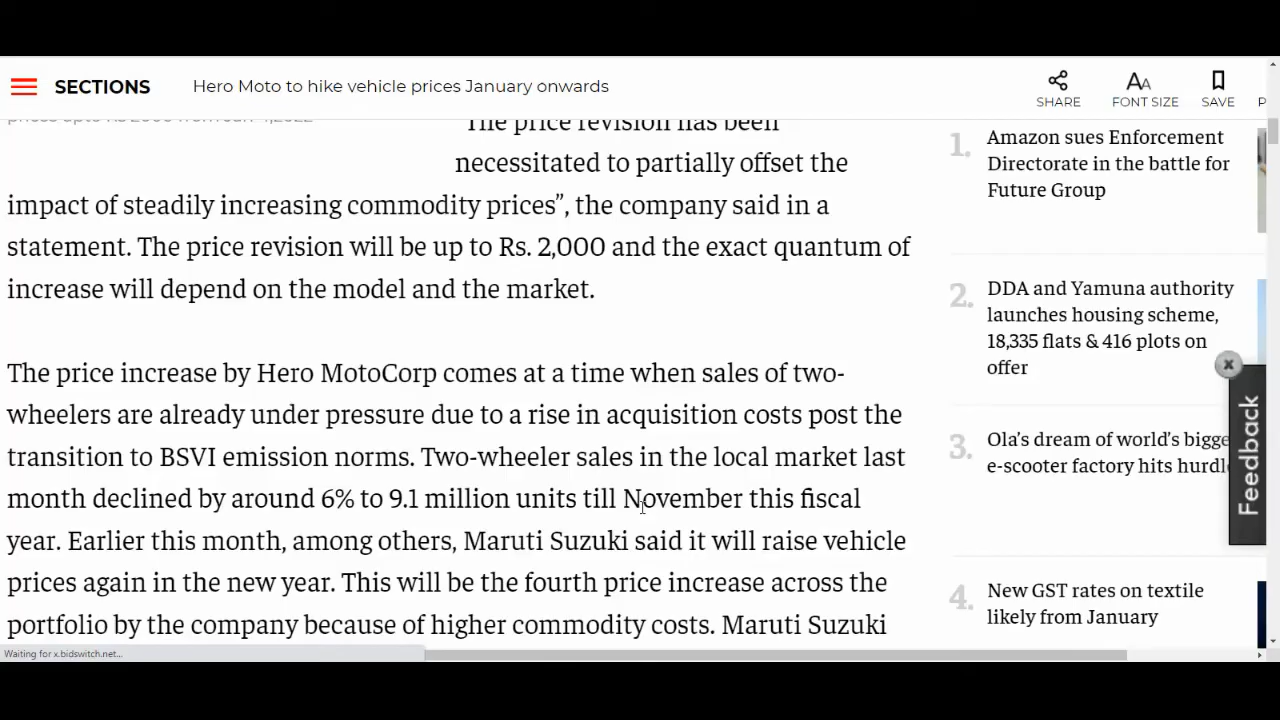 SECTIONS
Hero Moto to hike vehicle prices January onwards
SHARE
FONT SIZE
SAVE
"The price revision has been
necessitated to partially offset the
impact of steadily increasing commodity prices”, the company said in a
statement. The price revision will be up to Rs. 2,000 and the exact quantum of
increase will depend on the model and the market.
The price increase by Hero MotoCorp comes at a time when sales of two-
wheelers are already under pressure due to a rise in acquisition costs post the
transition to BSVI emission norms. Two-wheeler sales in the local market last
month declined by around 6% to 9.1 million units till November this fiscal
year. Earlier this month, among others, Maruti Suzuki said it will raise vehicle
prices again in the new year. This will be the fourth price increase across the
portfolio by the company because of higher commodity costs. Maruti Suzuki
1. Amazon sues Enforcement
Directorate in the battle for
Future Group
2. DDA and Yamuna authority
launches housing scheme,
18,335 flats & 416 plots on
offer
3. Ola’s dream of world’s bigge
e-scooter factory hits hurdl
4. New GST rates on textile
likely from January
Feedback
Waiting for x.bidswitch.net...